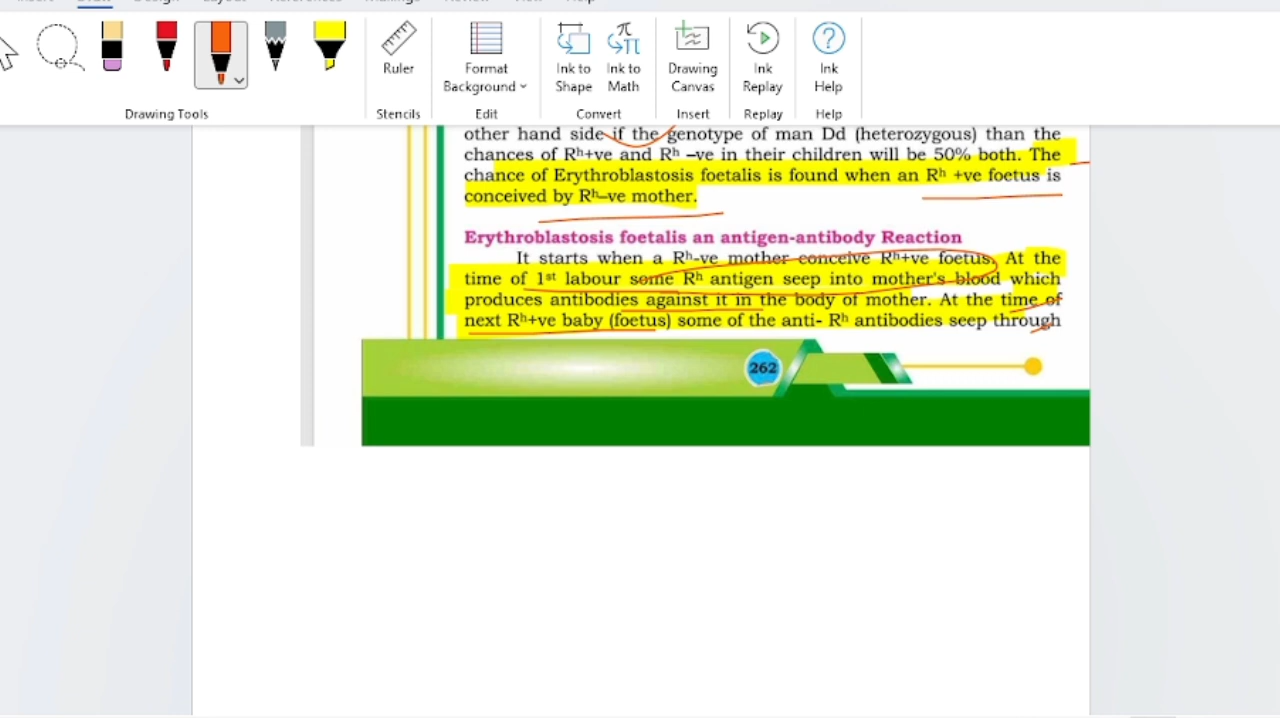 Ruler
Format
Background
Ink to
Shape
Ink to
Math
Drawing
Canvas
Ink
Replay
Ink
Help
Drawing Tools
Stencils
Edit
Convert
Insert
Replay
Help
other hand side if the genotype of man Dd (heterozygous) than the
chances of Rh+ve and Rh –ve in their children will be 50% both. The
chance of Erythroblastosis foetalis is found when an Rh +ve foetus is
conceived by Rh–ve mother.
Erythroblastosis foetalis an antigen-antibody Reaction
It starts when a Rh-ve mother conceive Rh+ve foetus. At the
time of 1st labour some Rh antigen seep into mother's blood which
produces antibodies against it in the body of mother. At the time of
next Rh+ve baby (foetus) some of the anti- Rh antibodies seep through
262